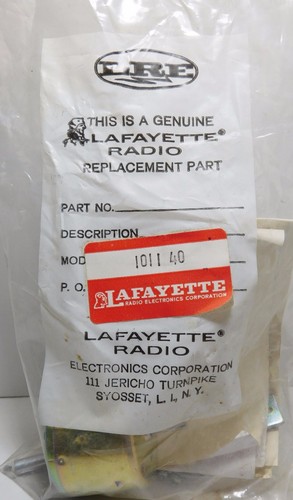 LRE
THIS IS A GENUINE
LAFAYETTE®
RADIO
REPLACEMENT PART
PART NO.
DESCRIPTION
MOD
1011 40
P. O.
LAFAYETTE
RADIO ELECTRONICS CORPORATION
LAFAYETTE®
RADIO
ELECTRONICS CORPORATION
111 JERICHO TURNPIKE
SYOSSET, L. I., N. Y.